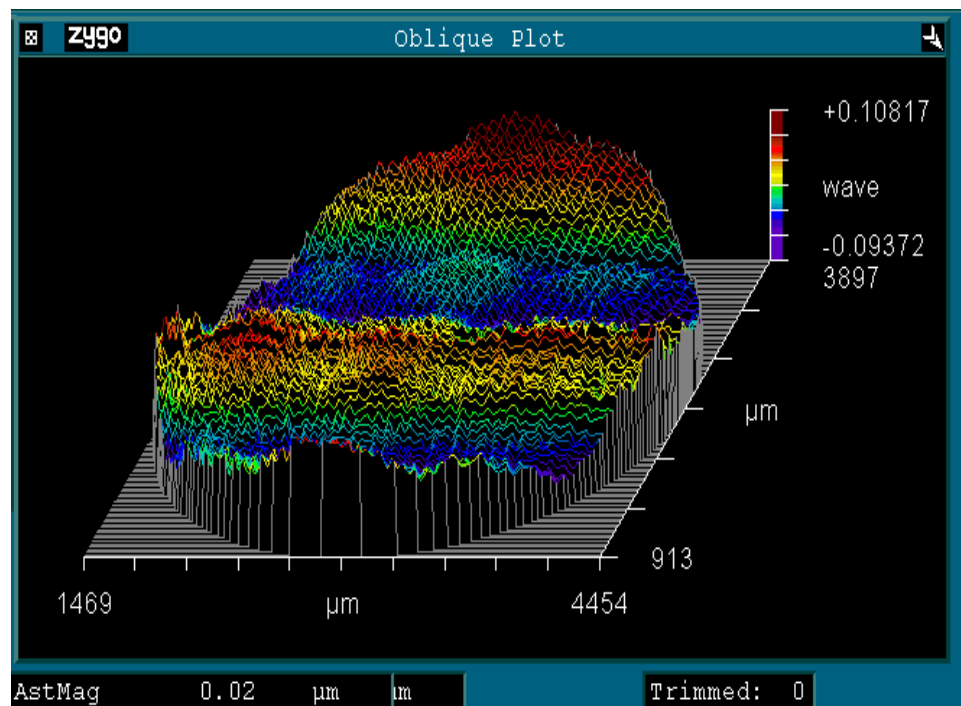 zygo Oblique Plot
+0.10817
wave
-0.09372
3897
µm
913
1469 µm 4454
AstMag 0.02 µm µm Trimmed: 0